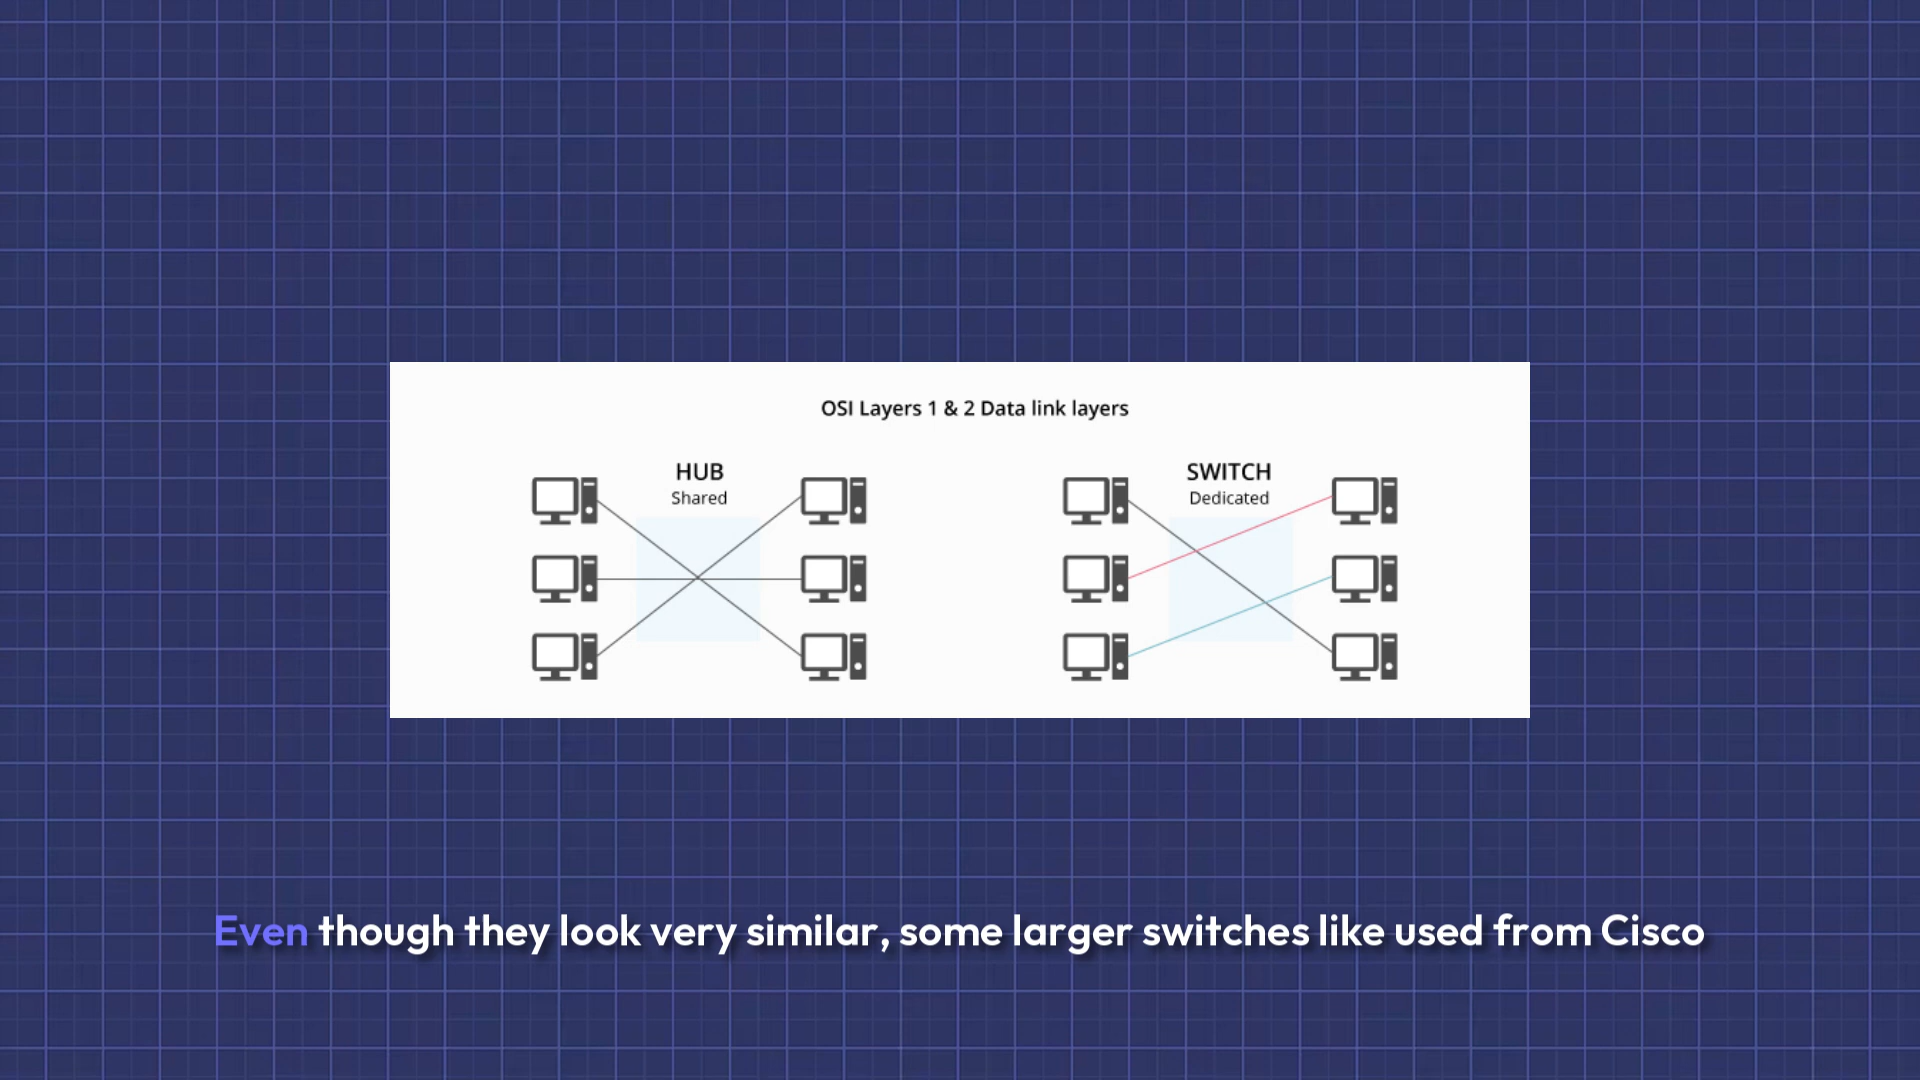 OSI Layers 1 & 2 Data link layers
HUB
Shared
SWITCH
Dedicated
Even though they look very similar, some larger switches like used from Cisco